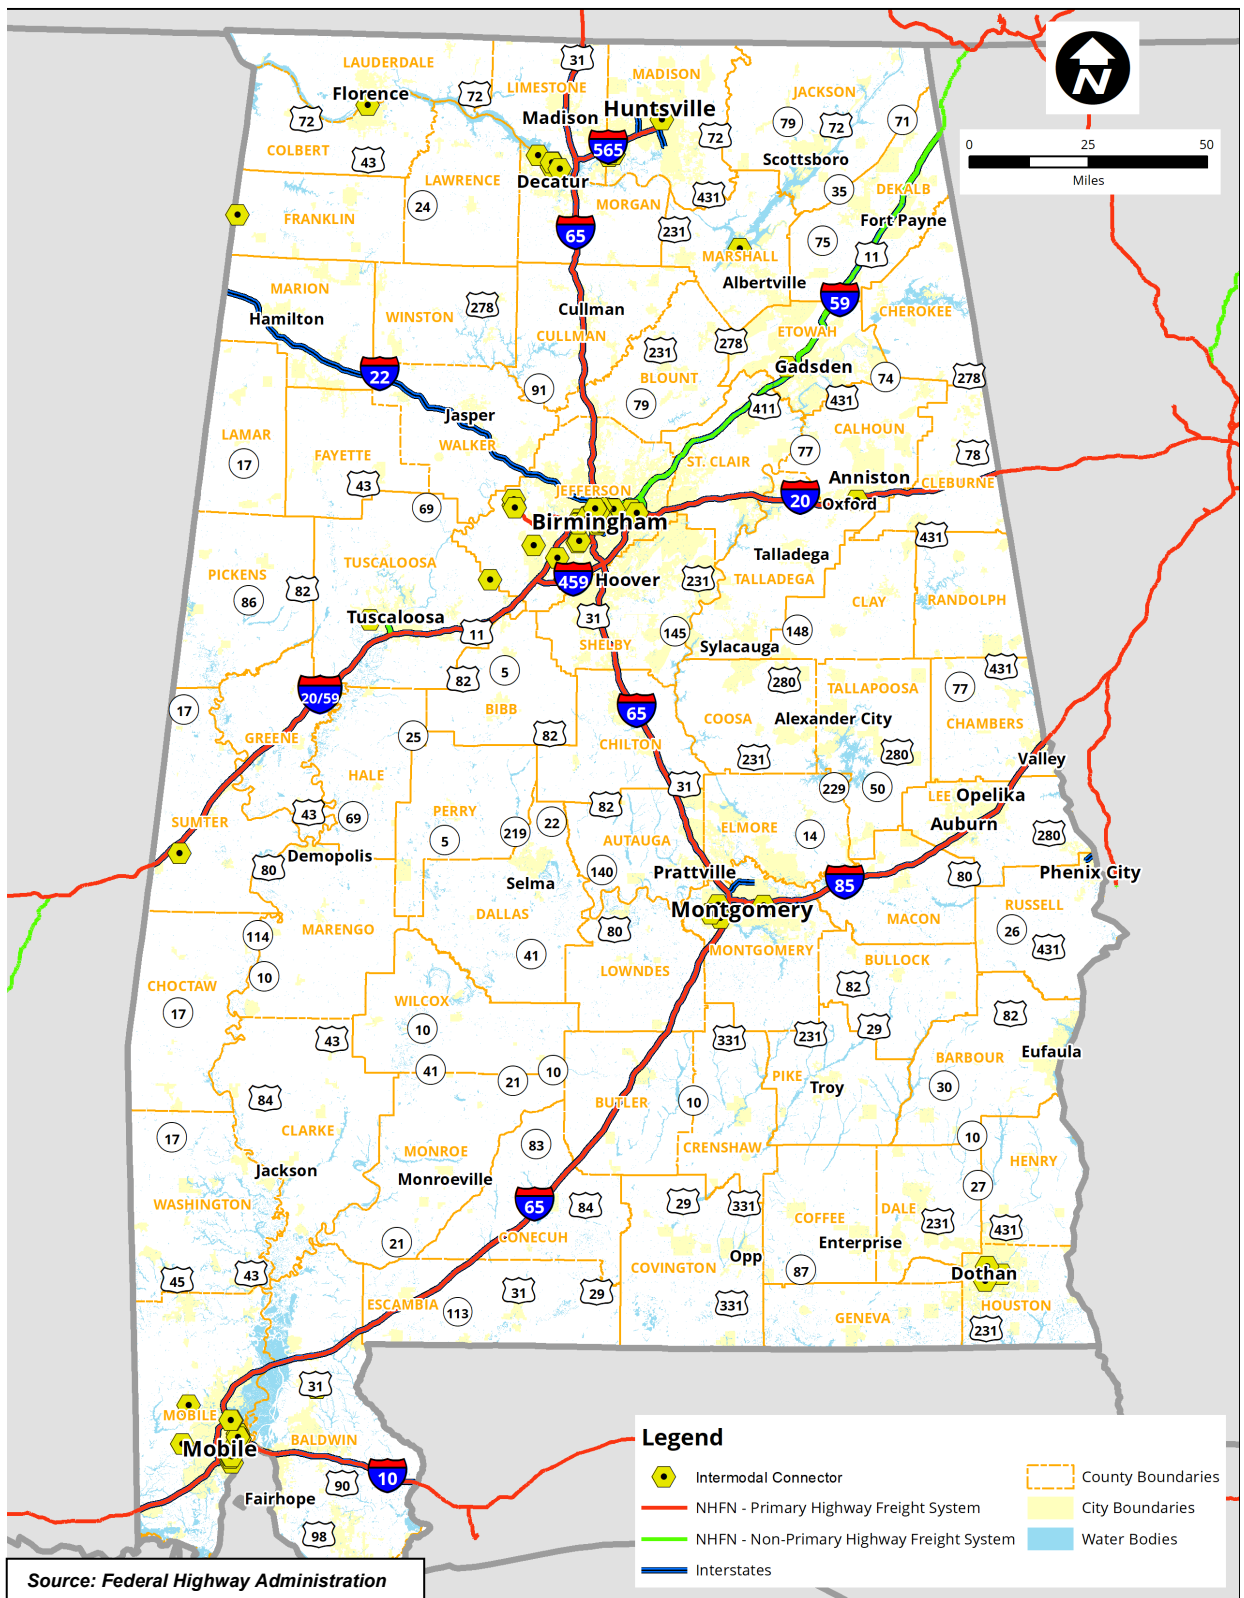 31
LAUDERDALE
MADISON
LIMESTONE
72
JACKSON
Florence
Huntsville
Madison
72
79
72
71
72
565
COLBERT
43
Scottsboro
LAWRENCE
Decatur
35
DEKALB
24
MORGAN
431
FRANKLIN
Fort Payne
65
231
75
11
MARSHALL
Albertville
MARION
59
278
Cullman
CHEROKEE
Hamilton
WINSTON
CULLMAN
ETOWAH
278
231
Gadsden
22
BLOUNT
74
278
91
79
411
431
Jasper
CALHOUN
LAMAR
WALKER
77
78
FAYETTE
ST. CLAIR
17
Anniston
43
JEFFERSON
20
CLEBURNE
69
Oxford
Birmingham
431
TUSCALOOSA
Talladega
PICKENS
459
Hoover
231
TALLADEGA
82
86
CLAY
RANDOLPH
Tuscaloosa
11
31
145
148
SHELBY
Sylacauga
5
431
82
280
77
20/59
TALLAPOOSA
17
BIBB
65
COOSA
Alexander City
CHAMBERS
25
82
GREENE
CHILTON
280
231
Valley
HALE
31
229
50
LEE
Opelika
43
69
PERRY
82
SUMTER
219
22
ELMORE
14
Auburn
280
5
AUTAUGA
Demopolis
80
140
Prattville
85
80
Phenix City
Selma
DALLAS
Montgomery
RUSSELL
MACON
114
MARENGO
80
26
431
41
MONTGOMERY
BULLOCK
10
LOWNDES
CHOCTAW
82
WILCOX
17
82
10
331
231
29
43
Eufaula
BARBOUR
41
21
10
PIKE
Troy
30
84
BUTLER
10
17
CLARKE
10
83
CRENSHAW
MONROE
HENRY
Jackson
Monroeville
27
WASHINGTON
65
84
29
331
DALE
COFFEE
231
431
21
CONECUH
Enterprise
Opp
COVINGTON
87
Dothan
45
43
31
29
ESCAMBIA
331
HOUSTON
113
GENEVA
231
31
MOBILE
Mobile
BALDWIN
10
90
Fairhope
98
N
0 25 50
Miles
Legend
Intermodal Connector
NHFN - Primary Highway Freight System
NHFN - Non-Primary Highway Freight System
Interstates
County Boundaries
City Boundaries
Water Bodies
Source: Federal Highway Administration